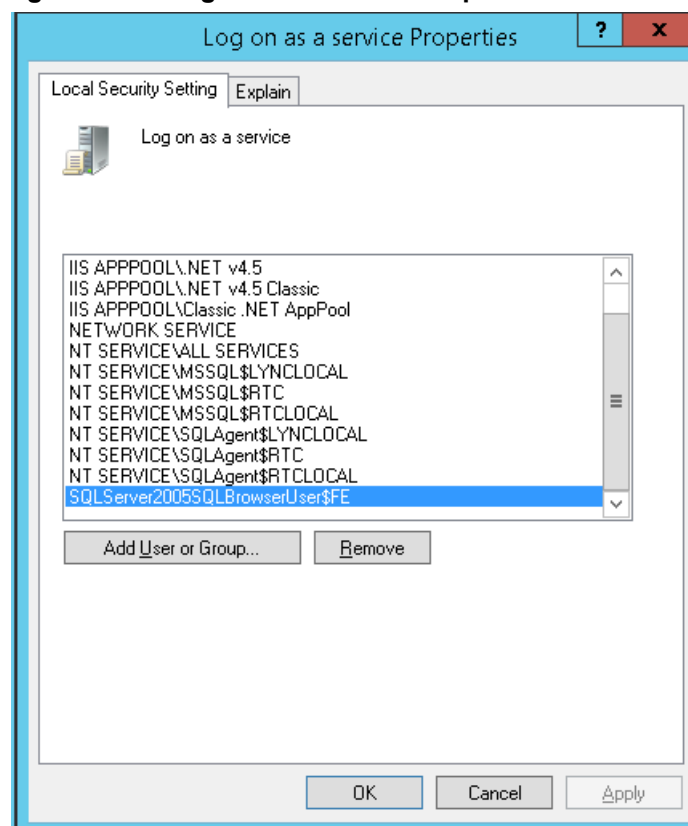 Log on as a service Properties
?
x
Local Security Setting
Explain
Log on as a service
IIS APPPOOL\.NET v4.5
IIS APPPOOL\.NET v4.5 Classic
IIS APPPOOL\Classic .NET AppPool
NETWORK SERVICE
NT SERVICE\ALL SERVICES
NT SERVICE\MSSQL$LYNCLOCAL
NT SERVICE\MSSQL$RTC
NT SERVICE\MSSQL$RTCLOCAL
NT SERVICE\SQLAgent$LYNCLOCAL
NT SERVICE\SQLAgent$RTC
NT SERVICE\SQLAgent$RTCLOCAL
SQLServer2005SQLBrowserUser$FE
Add User or Group...
Remove
OK
Cancel
Apply